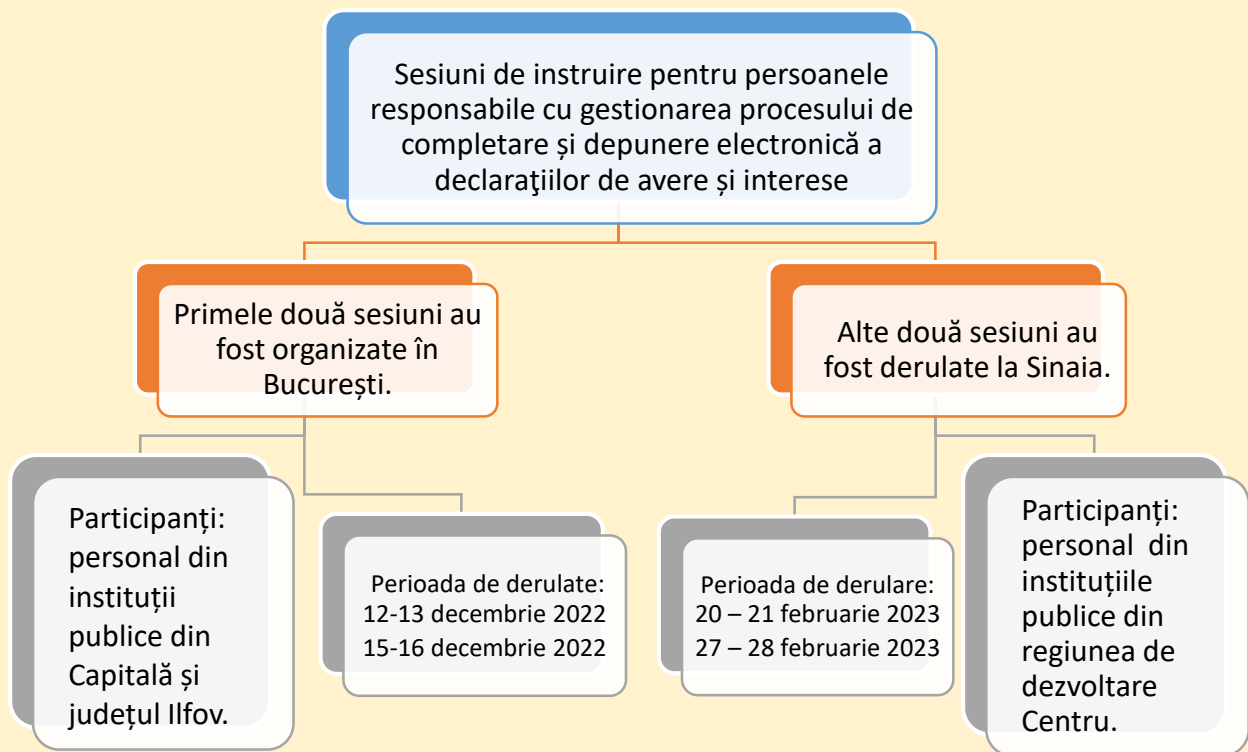 Sesiuni de instruire pentru persoanele
responsabile cu gestionarea procesului de
completare și depunere electronică a
declaraţiilor de avere și interese
Primele două sesiuni au
fost organizate în
București.
Alte două sesiuni au
fost derulate la Sinaia.
Participanți:
personal din
instituții
publice din
Capitală și
județul Ilfov.
Perioada de derulate:
12-13 decembrie 2022
15-16 decembrie 2022
Perioada de derulare:
20 – 21 februarie 2023
27 – 28 februarie 2023
Participanți:
personal din
instituțiile
publice din
regiunea de
dezvoltare
Centru.